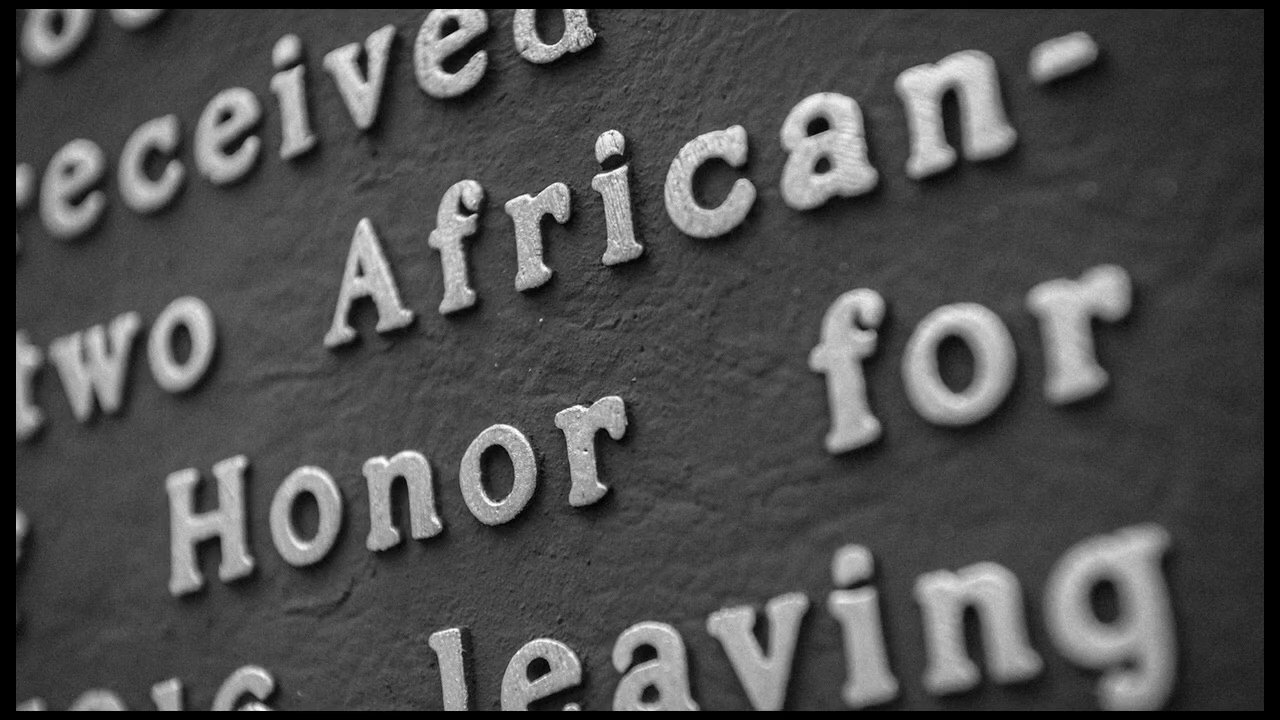 received
two African-
Honor for
leaving